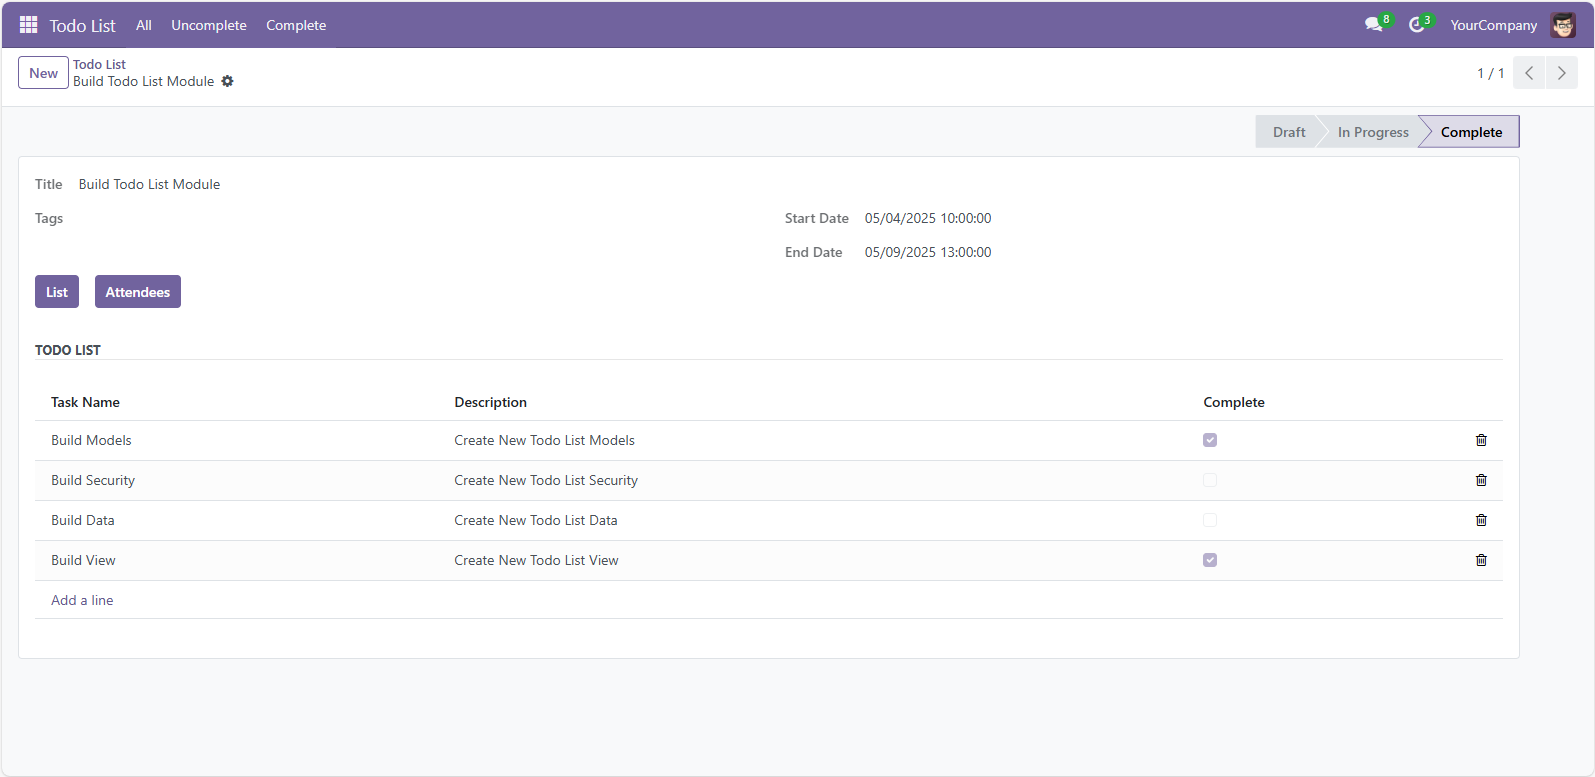 Todo List All Uncomplete Complete 8 3 YourCompany
New Todo List
Build Todo List Module 1 / 1
Draft In Progress Complete
Title Build Todo List Module
Tags Start Date 05/04/2025 10:00:00
End Date 05/09/2025 13:00:00
List Attendees
TODO LIST
Task Name Description Complete
Build Models Create New Todo List Models
Build Security Create New Todo List Security
Build Data Create New Todo List Data
Build View Create New Todo List View
Add a line